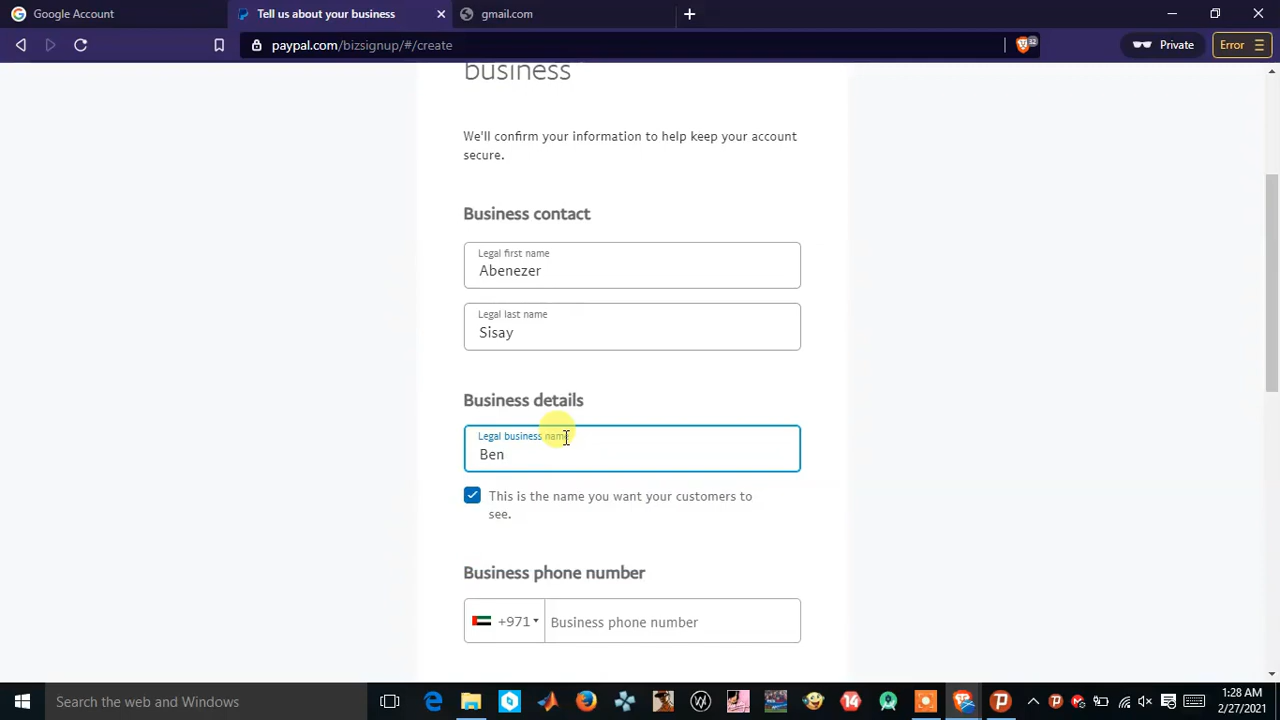 Google Account
Tell us about your business
gmail.com
paypal.com/bizsignup/#/create
32
Private
Error
business
We'll confirm your information to help keep your account
secure.
Business contact
Legal first name
Abenezer
Legal last name
Sisay
Business details
Legal business name
Ben
This is the name you want your customers to
see.
Business phone number
+971
Business phone number
Search the web and Windows
14
1:28 AM
2/27/2021